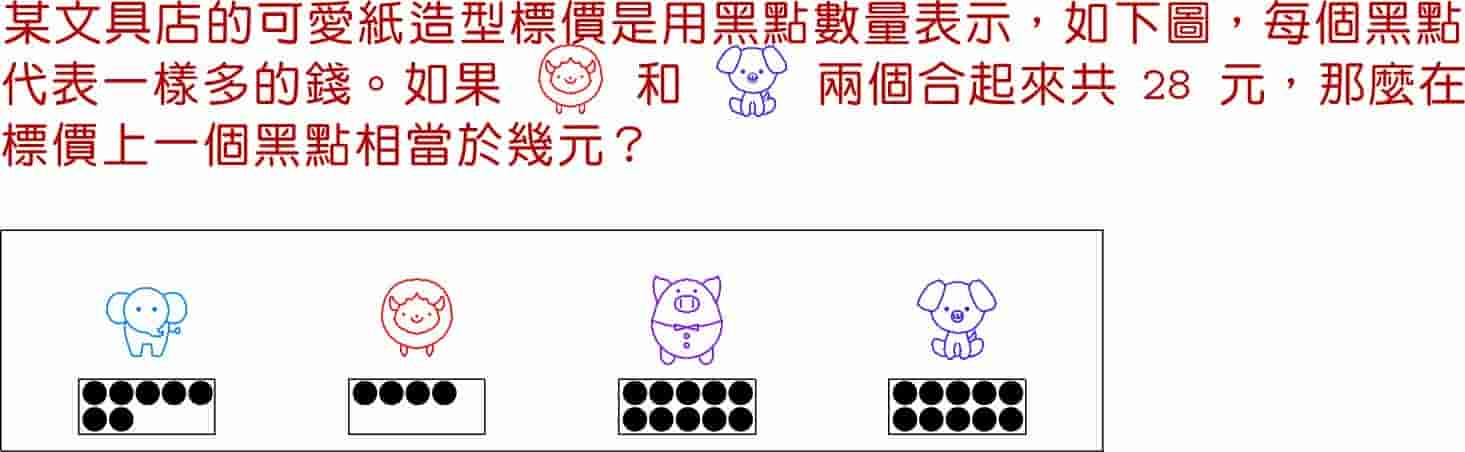 某文具店的可愛紙造型標價是用黑點數量表示，如下圖，每個黑點
代表一樣多的錢。如果 和 兩個合起來共 28 元，那麼在
標價上一個黑點相當於幾元？